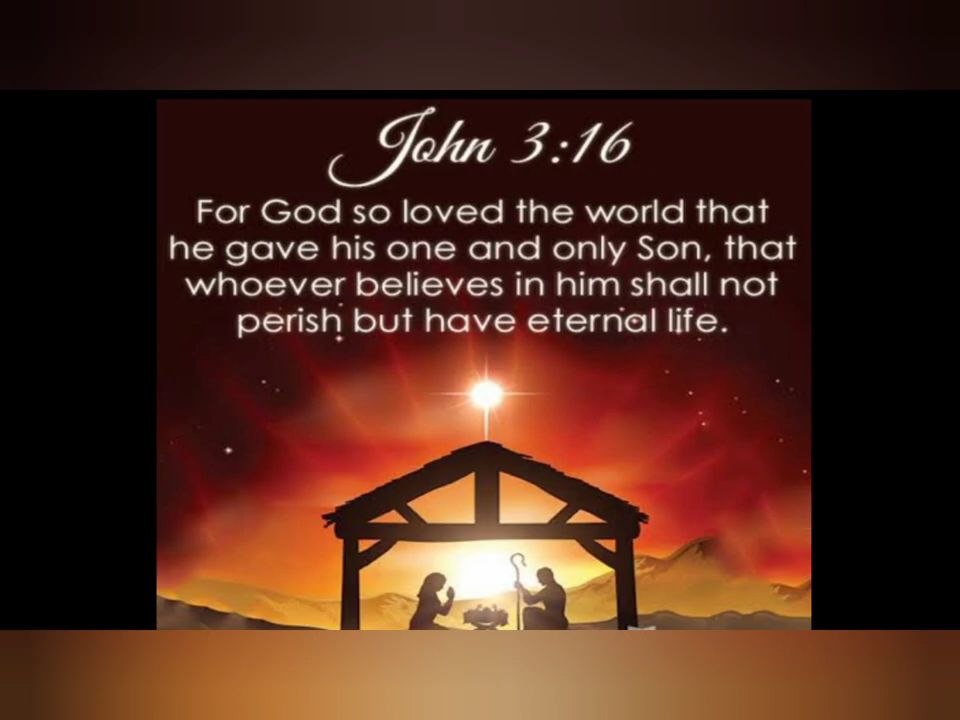 John 3:16
For God so loved the world that
he gave his one and only Son, that
whoever believes in him shall not
perish but have eternal life.